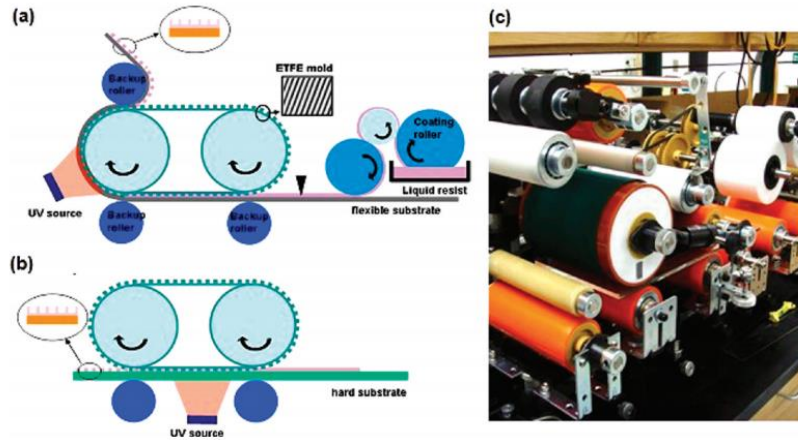 (a)
Backup
roller
ETFE mold
Coating
roller
Liquid resist
UV source
Backup
roller
Backup
roller
flexible substrate
(b)
hard substrate
UV source
(c)